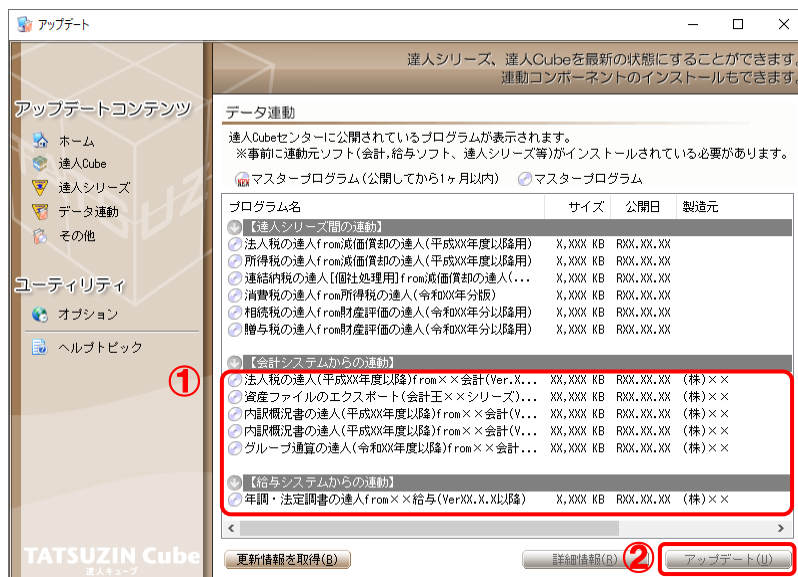 アップデート
達人シリーズ、達人Cubeを最新の状態にすることができます。
連動コンポーネントのインストールもできます。
アップデートコンテンツ
ホーム
達人Cube
達人シリーズ
データ連動
その他
ユーティリティ
オプション
ヘルプトピック
TATSUZIN Cube
達人キューブ
データ連動
達人Cubeセンターに公開されているプログラムが表示されます。
※事前に連動元ソフト(会計,給与ソフト、達人シリーズ等)がインストールされている必要があります。
NEW マスタープログラム(公開してから1ヶ月以内) マスタープログラム
プログラム名 サイズ 公開日 製造元
【達人シリーズ間の連動】
法人税の達人from減価償却の達人(平成XX年度以降用) X,XXX KB RXX.XX.XX
所得税の達人from減価償却の達人(平成XX年度以降用) X,XXX KB RXX.XX.XX
連結納税の達人[個社処理用]from減価償却の達人(... X,XXX KB RXX.XX.XX
消費税の達人from所得税の達人(令和XX年分版) X,XXX KB RXX.XX.XX
相続税の達人from財産評価の達人(令和XX年分以降用) X,XXX KB RXX.XX.XX
贈与税の達人from財産評価の達人(令和XX年分以降用) X,XXX KB RXX.XX.XX
①
【会計システムからの連動】
法人税の達人(平成XX年度以降)from××会計(Ver.X... XX,XXX KB RXX.XX.XX (株)××
資産ファイルのエクスポート(会計王××シリーズ)... XX,XXX KB RXX.XX.XX (株)××
内訳概況書の達人(平成XX年度以降)from××会計(V... XX,XXX KB RXX.XX.XX (株)××
内訳概況書の達人(平成XX年度以降)from××会計(V... XX,XXX KB RXX.XX.XX (株)××
グループ通算の達人(令和XX年度以降)from××会計... XX,XXX KB RXX.XX.XX (株)××
【給与システムからの連動】
年調・法定調書の達人from××給与(VerXX.X.X以降) X,XXX KB RXX.XX.XX (株)××
更新情報を取得(B) 詳細情報(R) ② アップデート(U)